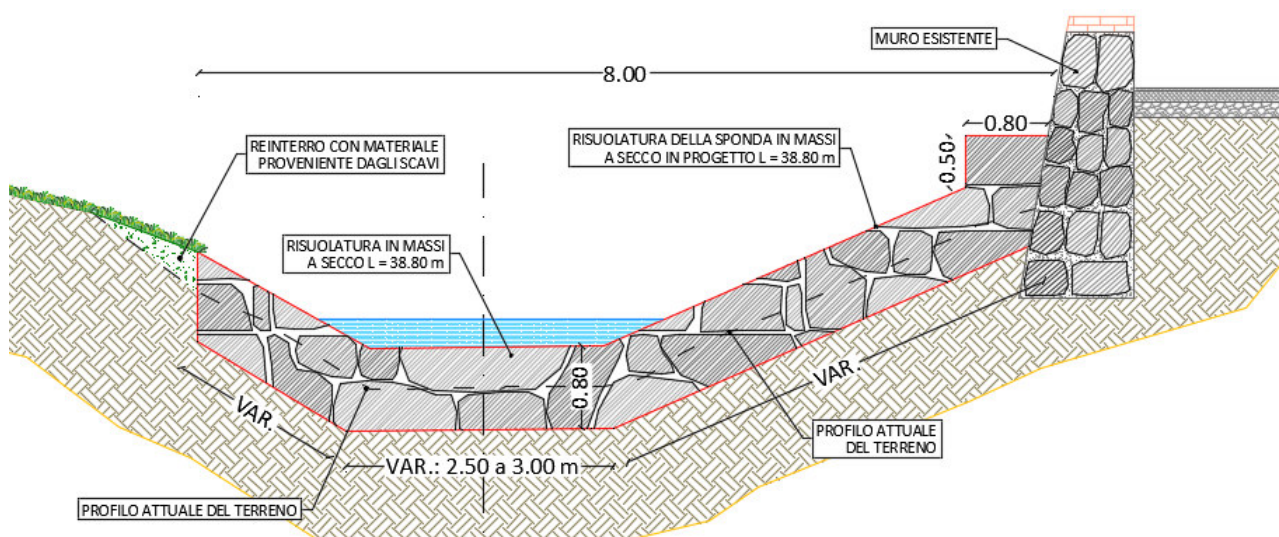 MURO ESISTENTE
8.00
REINTERRO CON MATERIALE
PROVENIENTE DAGLI SCAVI
RISUOLATURA DELLA SPONDA IN MASSI
A SECCO IN PROGETTO L = 38.80 m
0.80
0.50
RISUOLATURA IN MASSI
A SECCO L = 38.80 m
0.80
VAR.
VAR.
PROFILO ATTUALE
DEL TERRENO
VAR.: 2.50 a 3.00 m
PROFILO ATTUALE DEL TERRENO